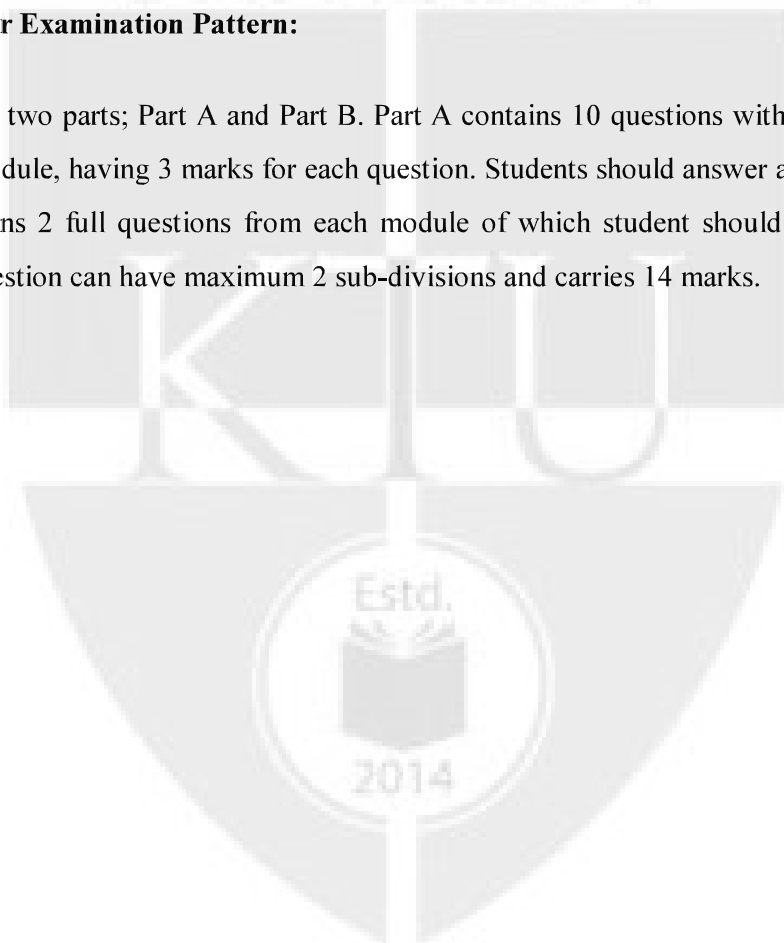 r Examination Pattern:
two parts; Part A and Part B. Part A contains 10 questions with
dule, having 3 marks for each question. Students should answer a
ns 2 full questions from each module of which student should
estion can have maximum 2 sub-divisions and carries 14 marks.
KTU
Estd.
2014